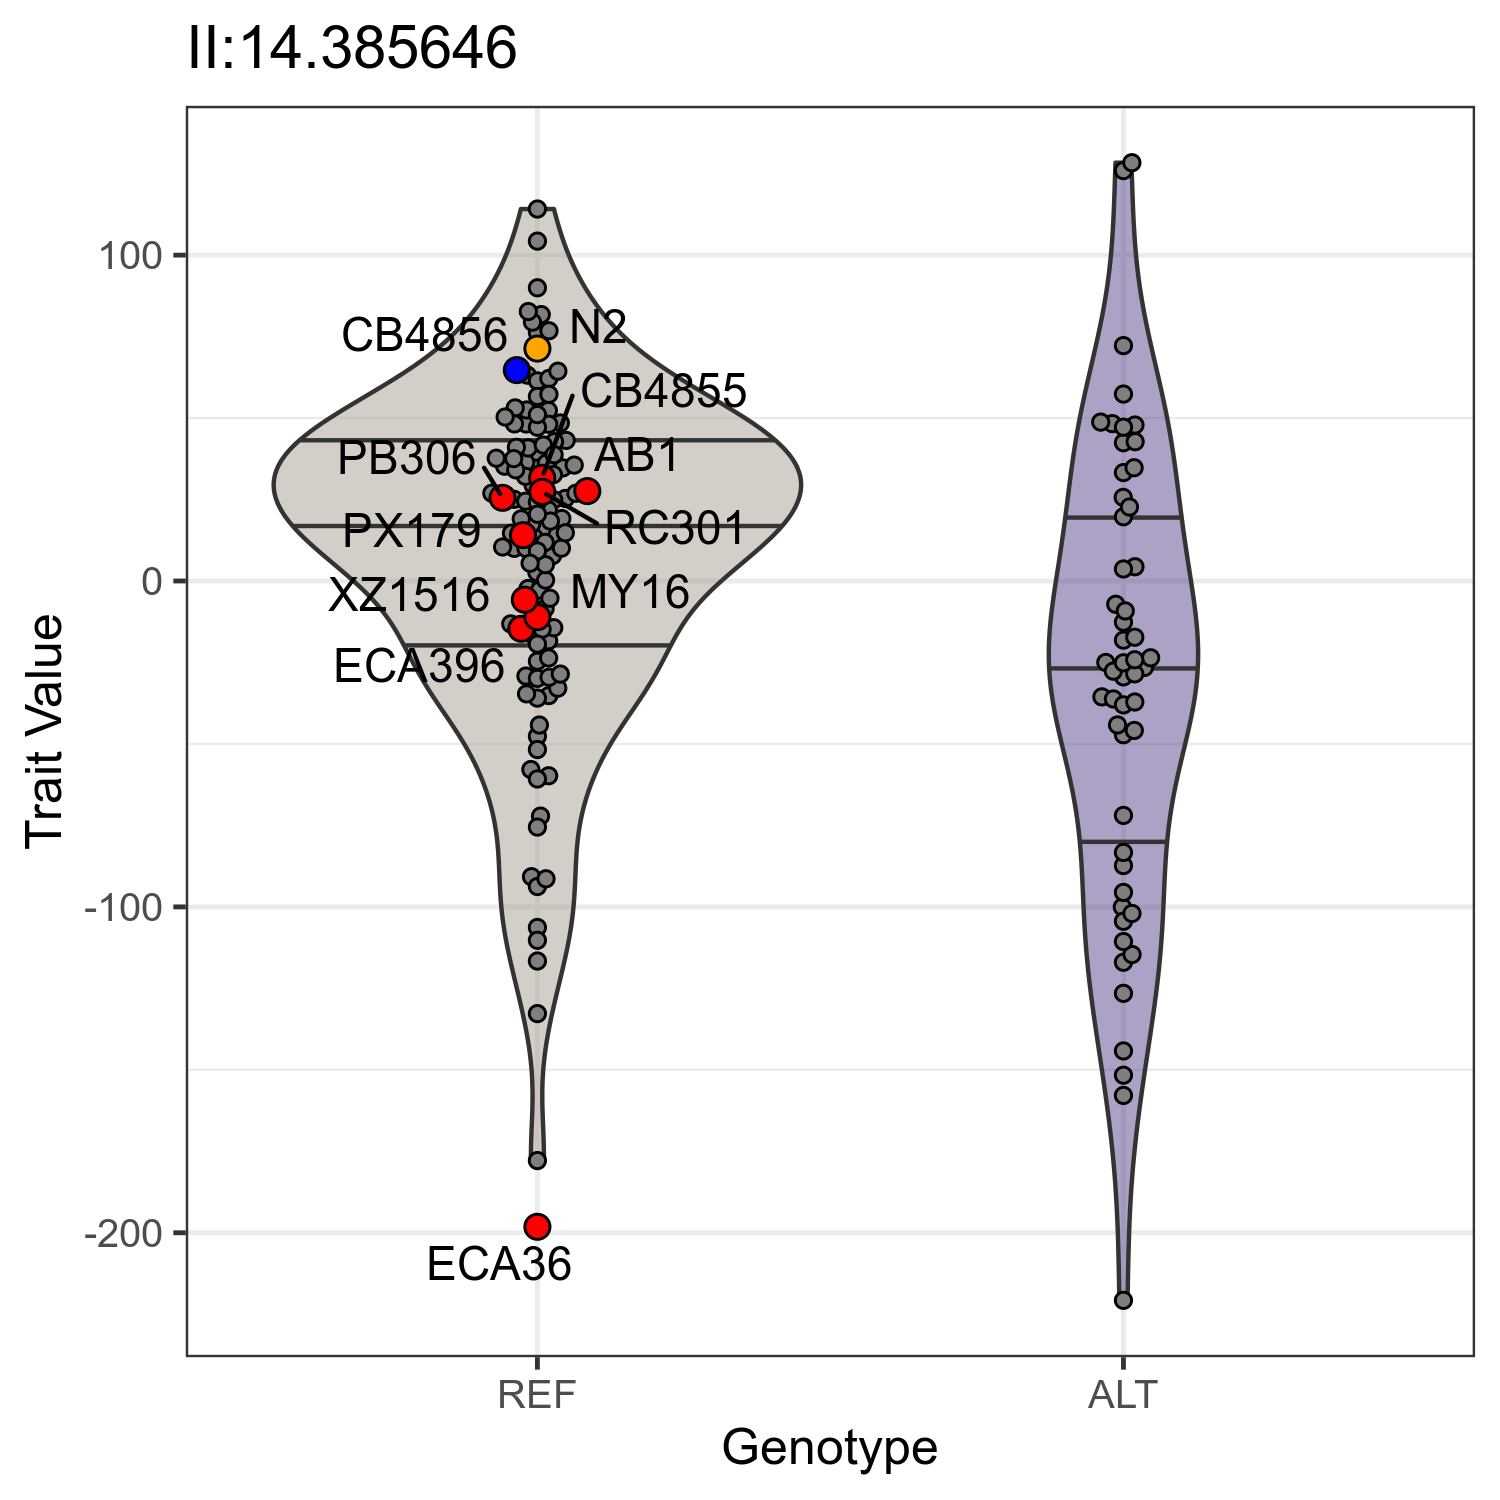 II:14.385646
Trait Value
100
0
-100
-200
CB4856
N2
CB4855
PB306
AB1
PX179
RC301
XZ1516
MY16
ECA396
ECA36
REF
ALT
Genotype